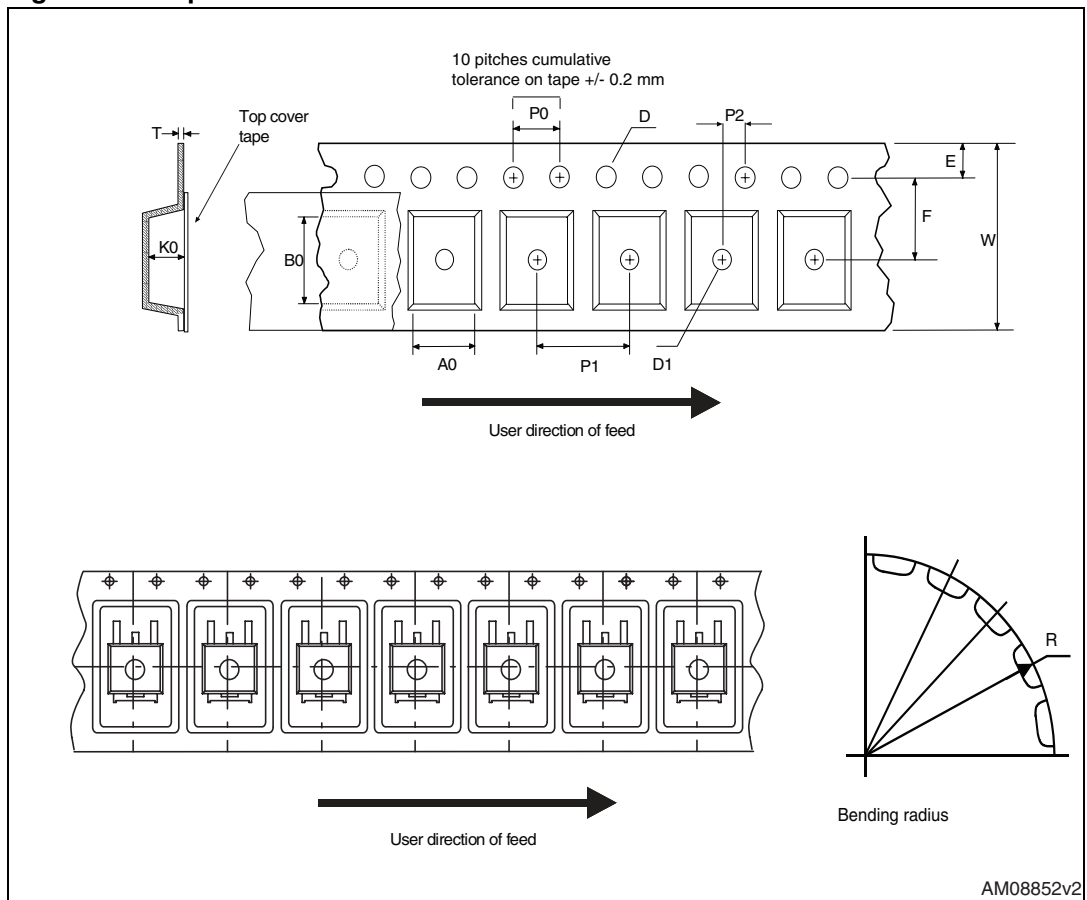 10 pitches cumulative
tolerance on tape +/- 0.2 mm
P0
D
P2
Top cover
tape
T
E
F
W
K0
B0
A0
P1
D1
User direction of feed
R
Bending radius
User direction of feed
AM08852v2